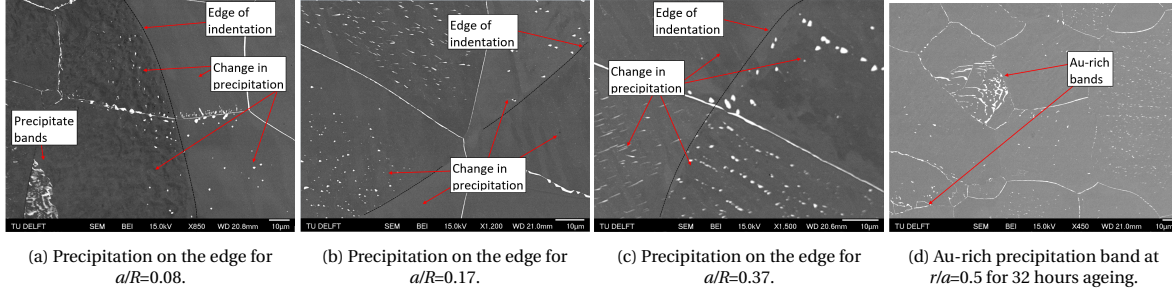 Edge of
indentation
Change in
precipitation
Precipitate
bands
TU DELFT SEM BEI 15.0kV X850 WD 20.6mm 10µm
(a) Precipitation on the edge for
a/R=0.08.
Edge of
indentation
Change in
precipitation
TU DELFT SEM BEI 15.0kV X1.200 WD 21.0mm 10µm
(b) Precipitation on the edge for
a/R=0.17.
Edge of
indentation
Change in
precipitation
TU DELFT SEM BEI 15.0kV X1.500 WD 20.9mm 10µm
(c) Precipitation on the edge for
a/R=0.37.
Au-rich
bands
TU DELFT SEM BEI 15.0kV X450 WD 21.2mm 10µm
(d) Au-rich precipitation band at
r/a=0.5 for 32 hours ageing.